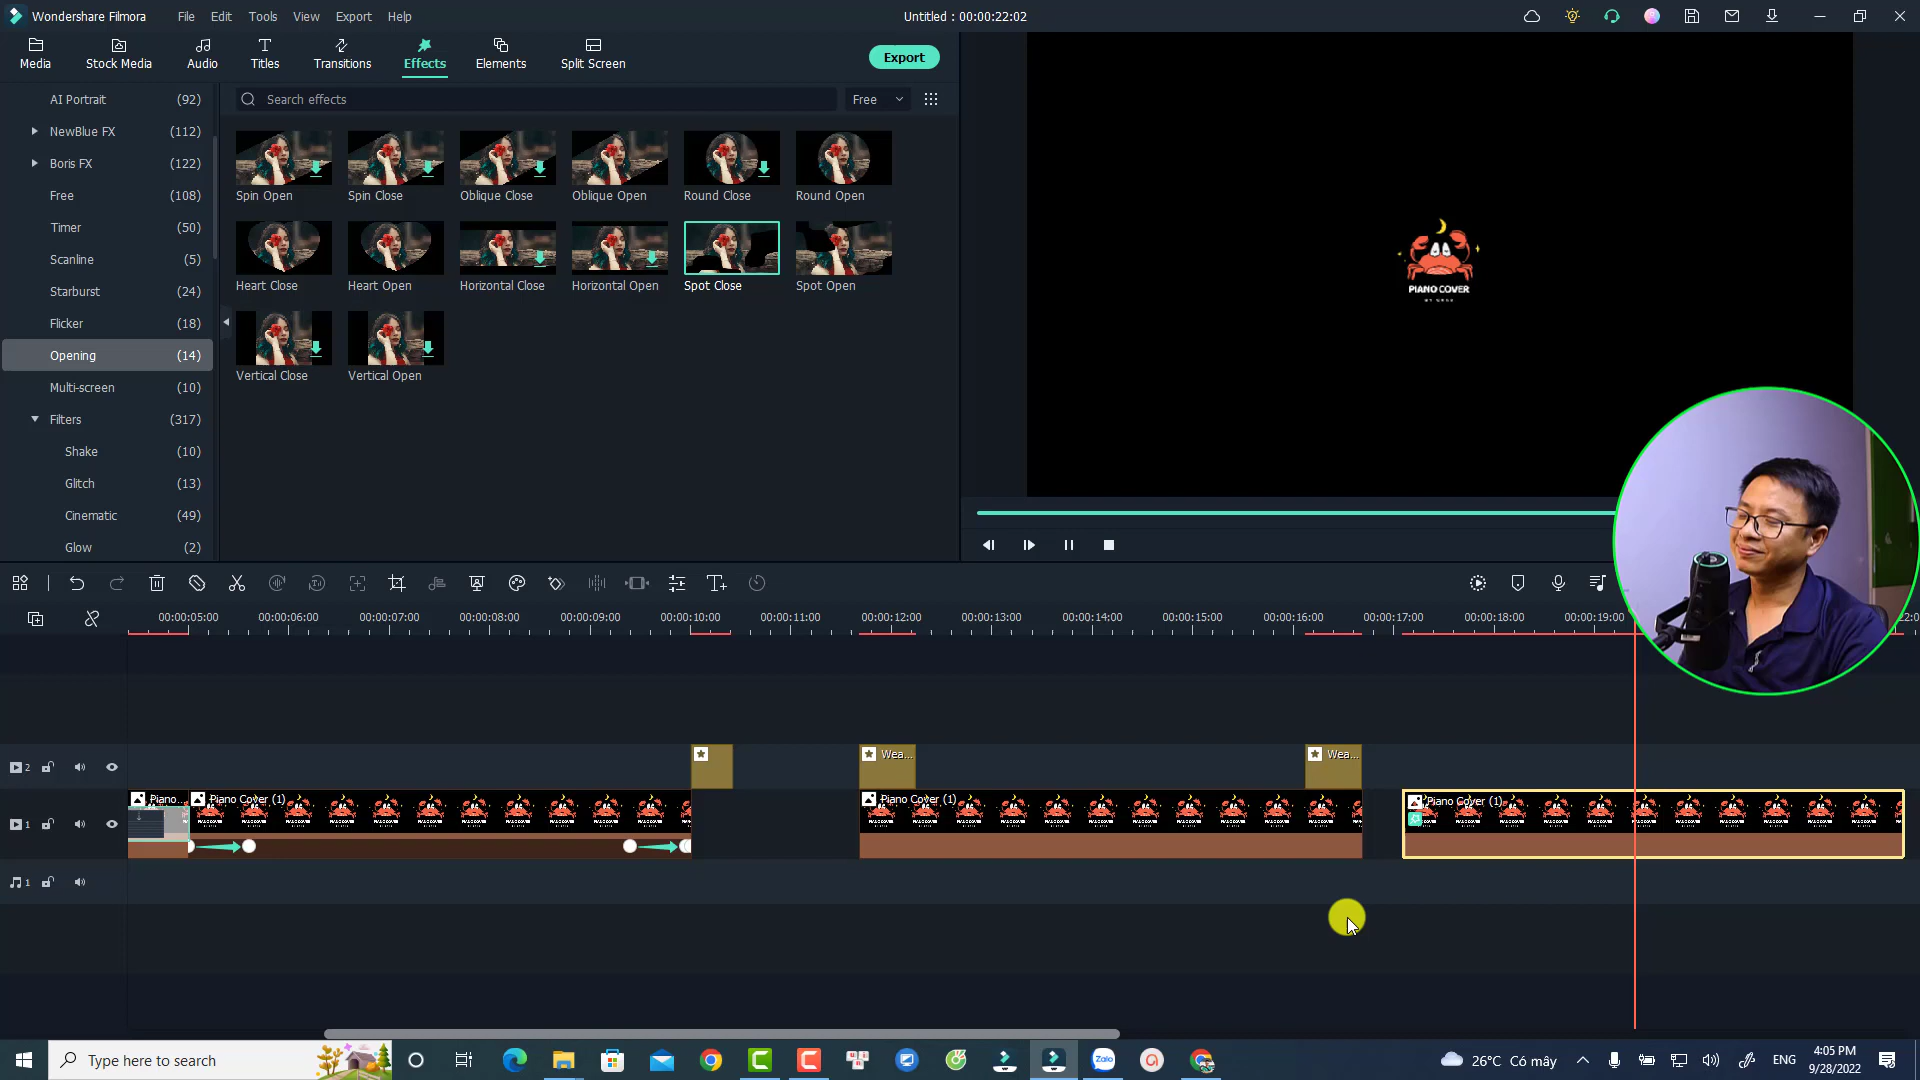 Wondershare Filmora
File
Edit
Tools
View
Export
Help
Untitled : 00:00:22:02
Media
Stock Media
Audio
Titles
Transitions
Effects
Elements
Split Screen
Export
AI Portrait (92)
NewBlue FX (112)
Boris FX (122)
Free (108)
Timer (50)
Scanline (5)
Starburst (24)
Flicker (18)
Opening (14)
Multi-screen (10)
Filters (317)
Shake (10)
Glitch (13)
Cinematic (49)
Glow (2)
Search effects
Free
Spin Open
Spin Close
Oblique Close
Oblique Open
Round Close
Round Open
Heart Close
Heart Open
Horizontal Close
Horizontal Open
Spot Close
Spot Open
Vertical Close
Vertical Open
PIANO COVER
00:00:05:00
00:00:06:00
00:00:07:00
00:00:08:00
00:00:09:00
00:00:10:00
00:00:11:00
00:00:12:00
00:00:13:00
00:00:14:00
00:00:15:00
00:00:16:00
00:00:17:00
00:00:18:00
00:00:19:00
2
Wea...
Wea...
1
Piano...
Piano Cover (1)
Piano Cover (1)
Piano Cover (1)
1
Type here to search
Zalo
26°C Có mây
ENG
4:05 PM
9/28/2022